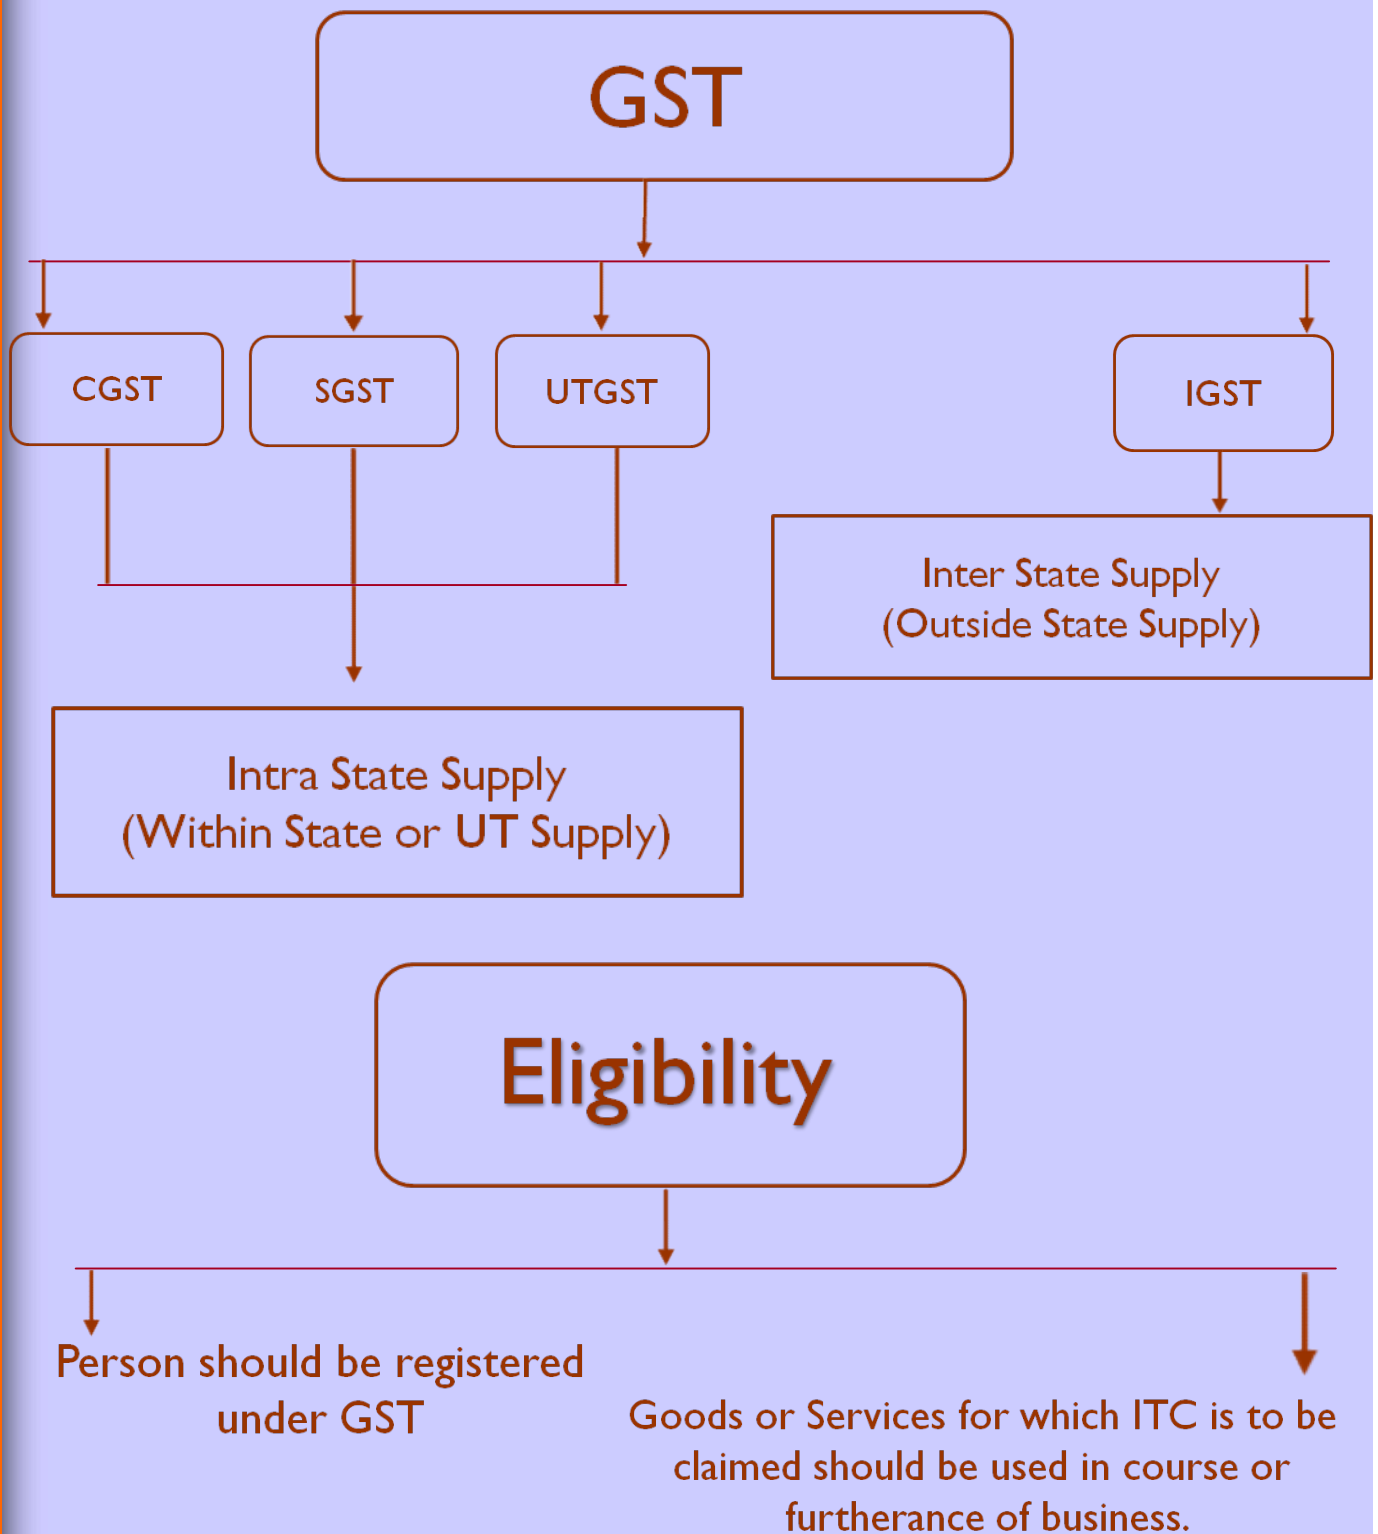 GST
CGST
SGST
UTGST
IGST
Inter State Supply
(Outside State Supply)
Intra State Supply
(Within State or UT Supply)
Eligibility
Person should be registered
under GST
Goods or Services for which ITC is to be
claimed should be used in course or
furtherance of business.